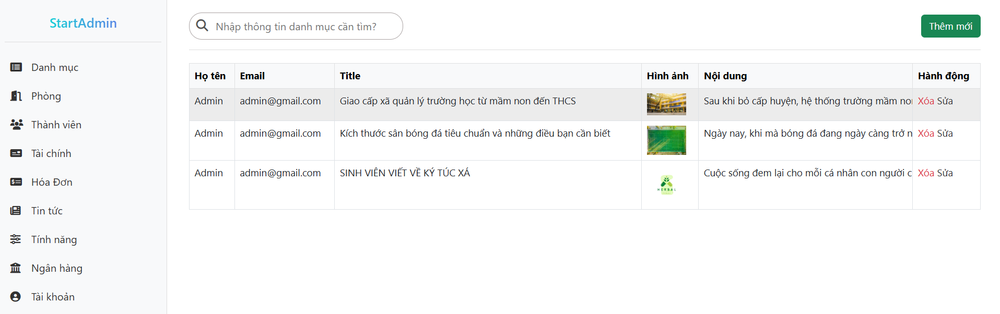 StartAdmin
Danh mục
Phòng
Thành viên
Tài chính
Hóa Đơn
Tin tức
Tính năng
Ngân hàng
Tài khoản
Nhập thông tin danh mục cần tìm?
Thêm mới
Họ tên Email Title Hình ảnh Nội dung Hành động
Admin admin@gmail.com Giao cấp xã quản lý trường học từ mầm non đến THCS Sau khi bỏ cấp huyện, hệ thống trường mầm non Xóa Sửa
Admin admin@gmail.com Kích thước sân bóng đá tiêu chuẩn và những điều bạn cần biết Ngày nay, khi mà bóng đá đang ngày càng trở n Xóa Sửa
Admin admin@gmail.com SINH VIÊN VIẾT VỀ KÝ TÚC XÁ HERBAL Cuộc sống đem lại cho mỗi cá nhân con người c Xóa Sửa